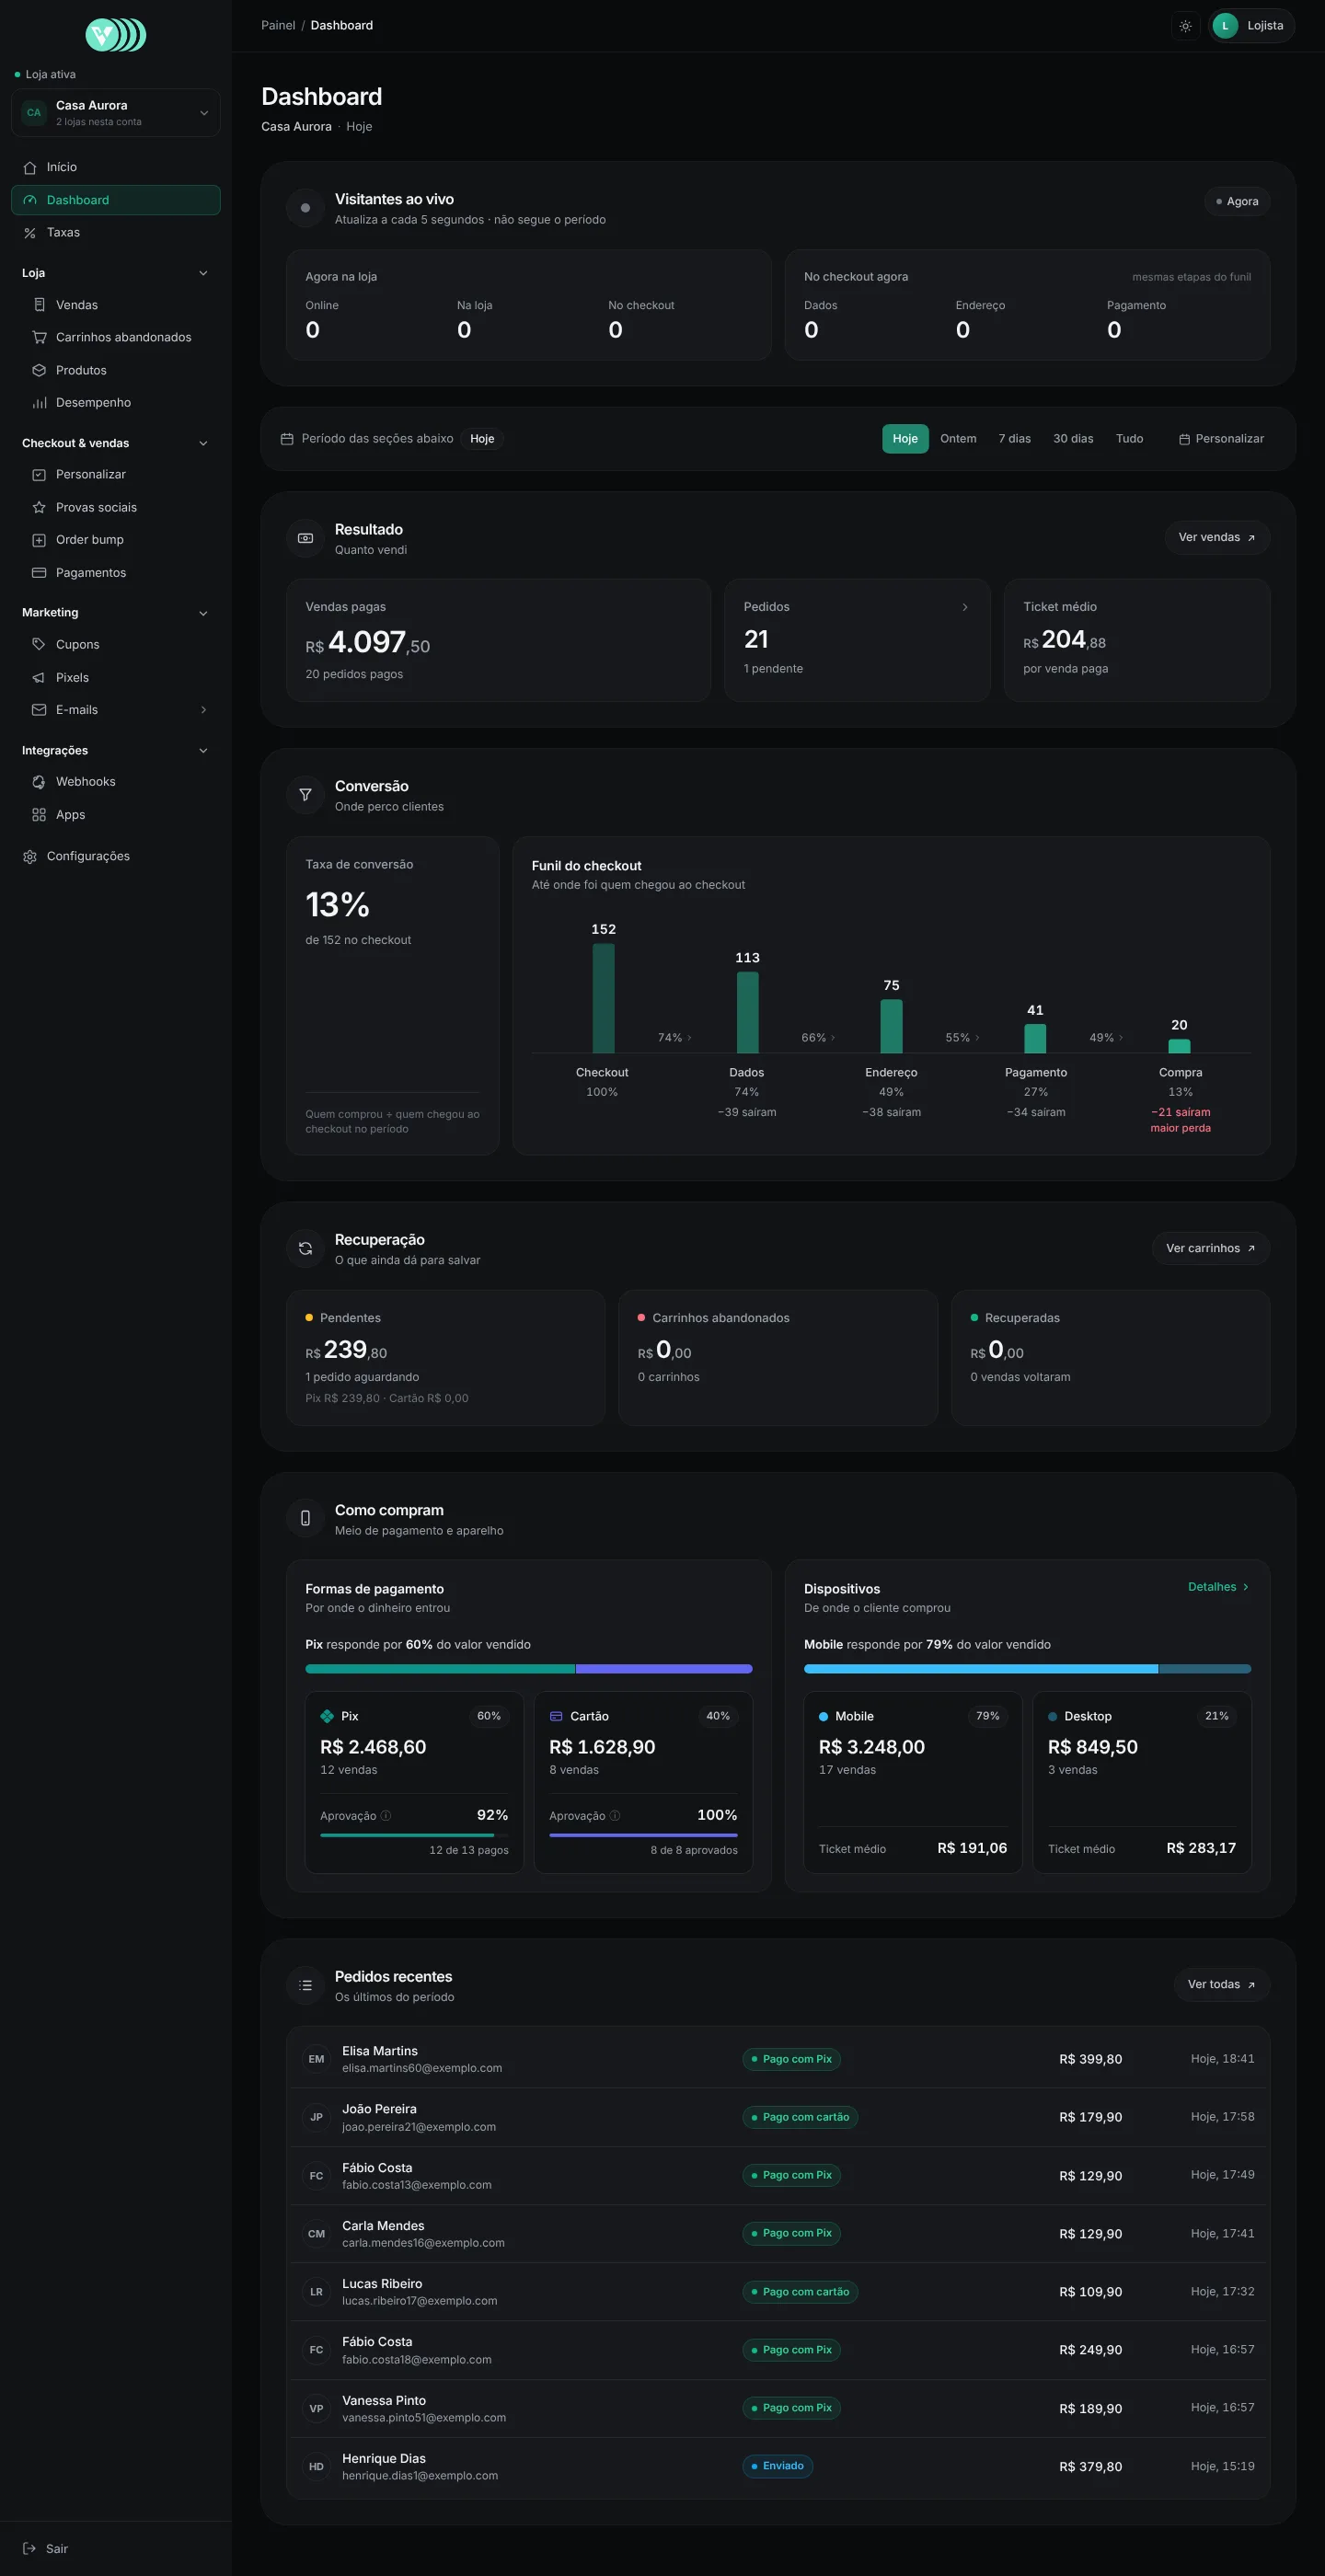 Loja ativa
CA
Casa Aurora
2 lojas nesta conta
Início
Dashboard
Taxas
Loja
Vendas
Carrinhos abandonados
Produtos
Desempenho
Checkout & vendas
Personalizar
Provas sociais
Order bump
Pagamentos
Marketing
Cupons
Pixels
E-mails
Integrações
Webhooks
Apps
Configurações
Sair
Painel / Dashboard
L Lojista
Dashboard
Casa Aurora · Hoje
Visitantes ao vivo
Atualiza a cada 5 segundos · não segue o período
Agora
Agora na loja
Online Na loja No checkout
0 0 0
No checkout agora mesmas etapas do funil
Dados Endereço Pagamento
0 0 0
Período das seções abaixo Hoje
Hoje Ontem 7 dias 30 dias Tudo Personalizar
Resultado
Quanto vendi
Ver vendas
Vendas pagas
R$ 4.097,50
20 pedidos pagos
Pedidos
21
1 pendente
Ticket médio
R$ 204,88
por venda paga
Conversão
Onde perco clientes
Taxa de conversão
13%
de 152 no checkout
Quem comprou ÷ quem chegou ao
checkout no período
Funil do checkout
Até onde foi quem chegou ao checkout
152 113 75 41 20
74% 66% 55% 49%
Checkout Dados Endereço Pagamento Compra
100% 74% 49% 27% 13%
−39 saíram −38 saíram −34 saíram −21 saíram
maior perda
Recuperação
O que ainda dá para salvar
Ver carrinhos
Pendentes
R$ 239,80
1 pedido aguardando
Pix R$ 239,80 · Cartão R$ 0,00
Carrinhos abandonados
R$ 0,00
0 carrinhos
Recuperadas
R$ 0,00
0 vendas voltaram
Como compram
Meio de pagamento e aparelho
Formas de pagamento
Por onde o dinheiro entrou
Pix responde por 60% do valor vendido
Pix 60%
R$ 2.468,60
12 vendas
Aprovação 92%
12 de 13 pagos
Cartão 40%
R$ 1.628,90
8 vendas
Aprovação 100%
8 de 8 aprovados
Dispositivos
De onde o cliente comprou
Detalhes
Mobile responde por 79% do valor vendido
Mobile 79%
R$ 3.248,00
17 vendas
Ticket médio R$ 191,06
Desktop 21%
R$ 849,50
3 vendas
Ticket médio R$ 283,17
Pedidos recentes
Os últimos do período
Ver todas
EM Elisa Martins Pago com Pix R$ 399,80 Hoje, 18:41
elisa.martins60@exemplo.com
JP João Pereira Pago com cartão R$ 179,90 Hoje, 17:58
joao.pereira21@exemplo.com
FC Fábio Costa Pago com Pix R$ 129,90 Hoje, 17:49
fabio.costa13@exemplo.com
CM Carla Mendes Pago com Pix R$ 129,90 Hoje, 17:41
carla.mendes16@exemplo.com
LR Lucas Ribeiro Pago com cartão R$ 109,90 Hoje, 17:32
lucas.ribeiro17@exemplo.com
FC Fábio Costa Pago com Pix R$ 249,90 Hoje, 16:57
fabio.costa18@exemplo.com
VP Vanessa Pinto Pago com Pix R$ 189,90 Hoje, 16:57
vanessa.pinto51@exemplo.com
HD Henrique Dias Enviado R$ 379,80 Hoje, 15:19
henrique.dias1@exemplo.com